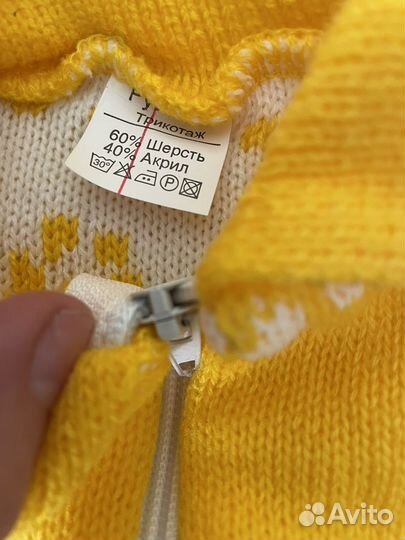 Трикотаж
60% Шерсть
40% Акрил
30°
P
Avito